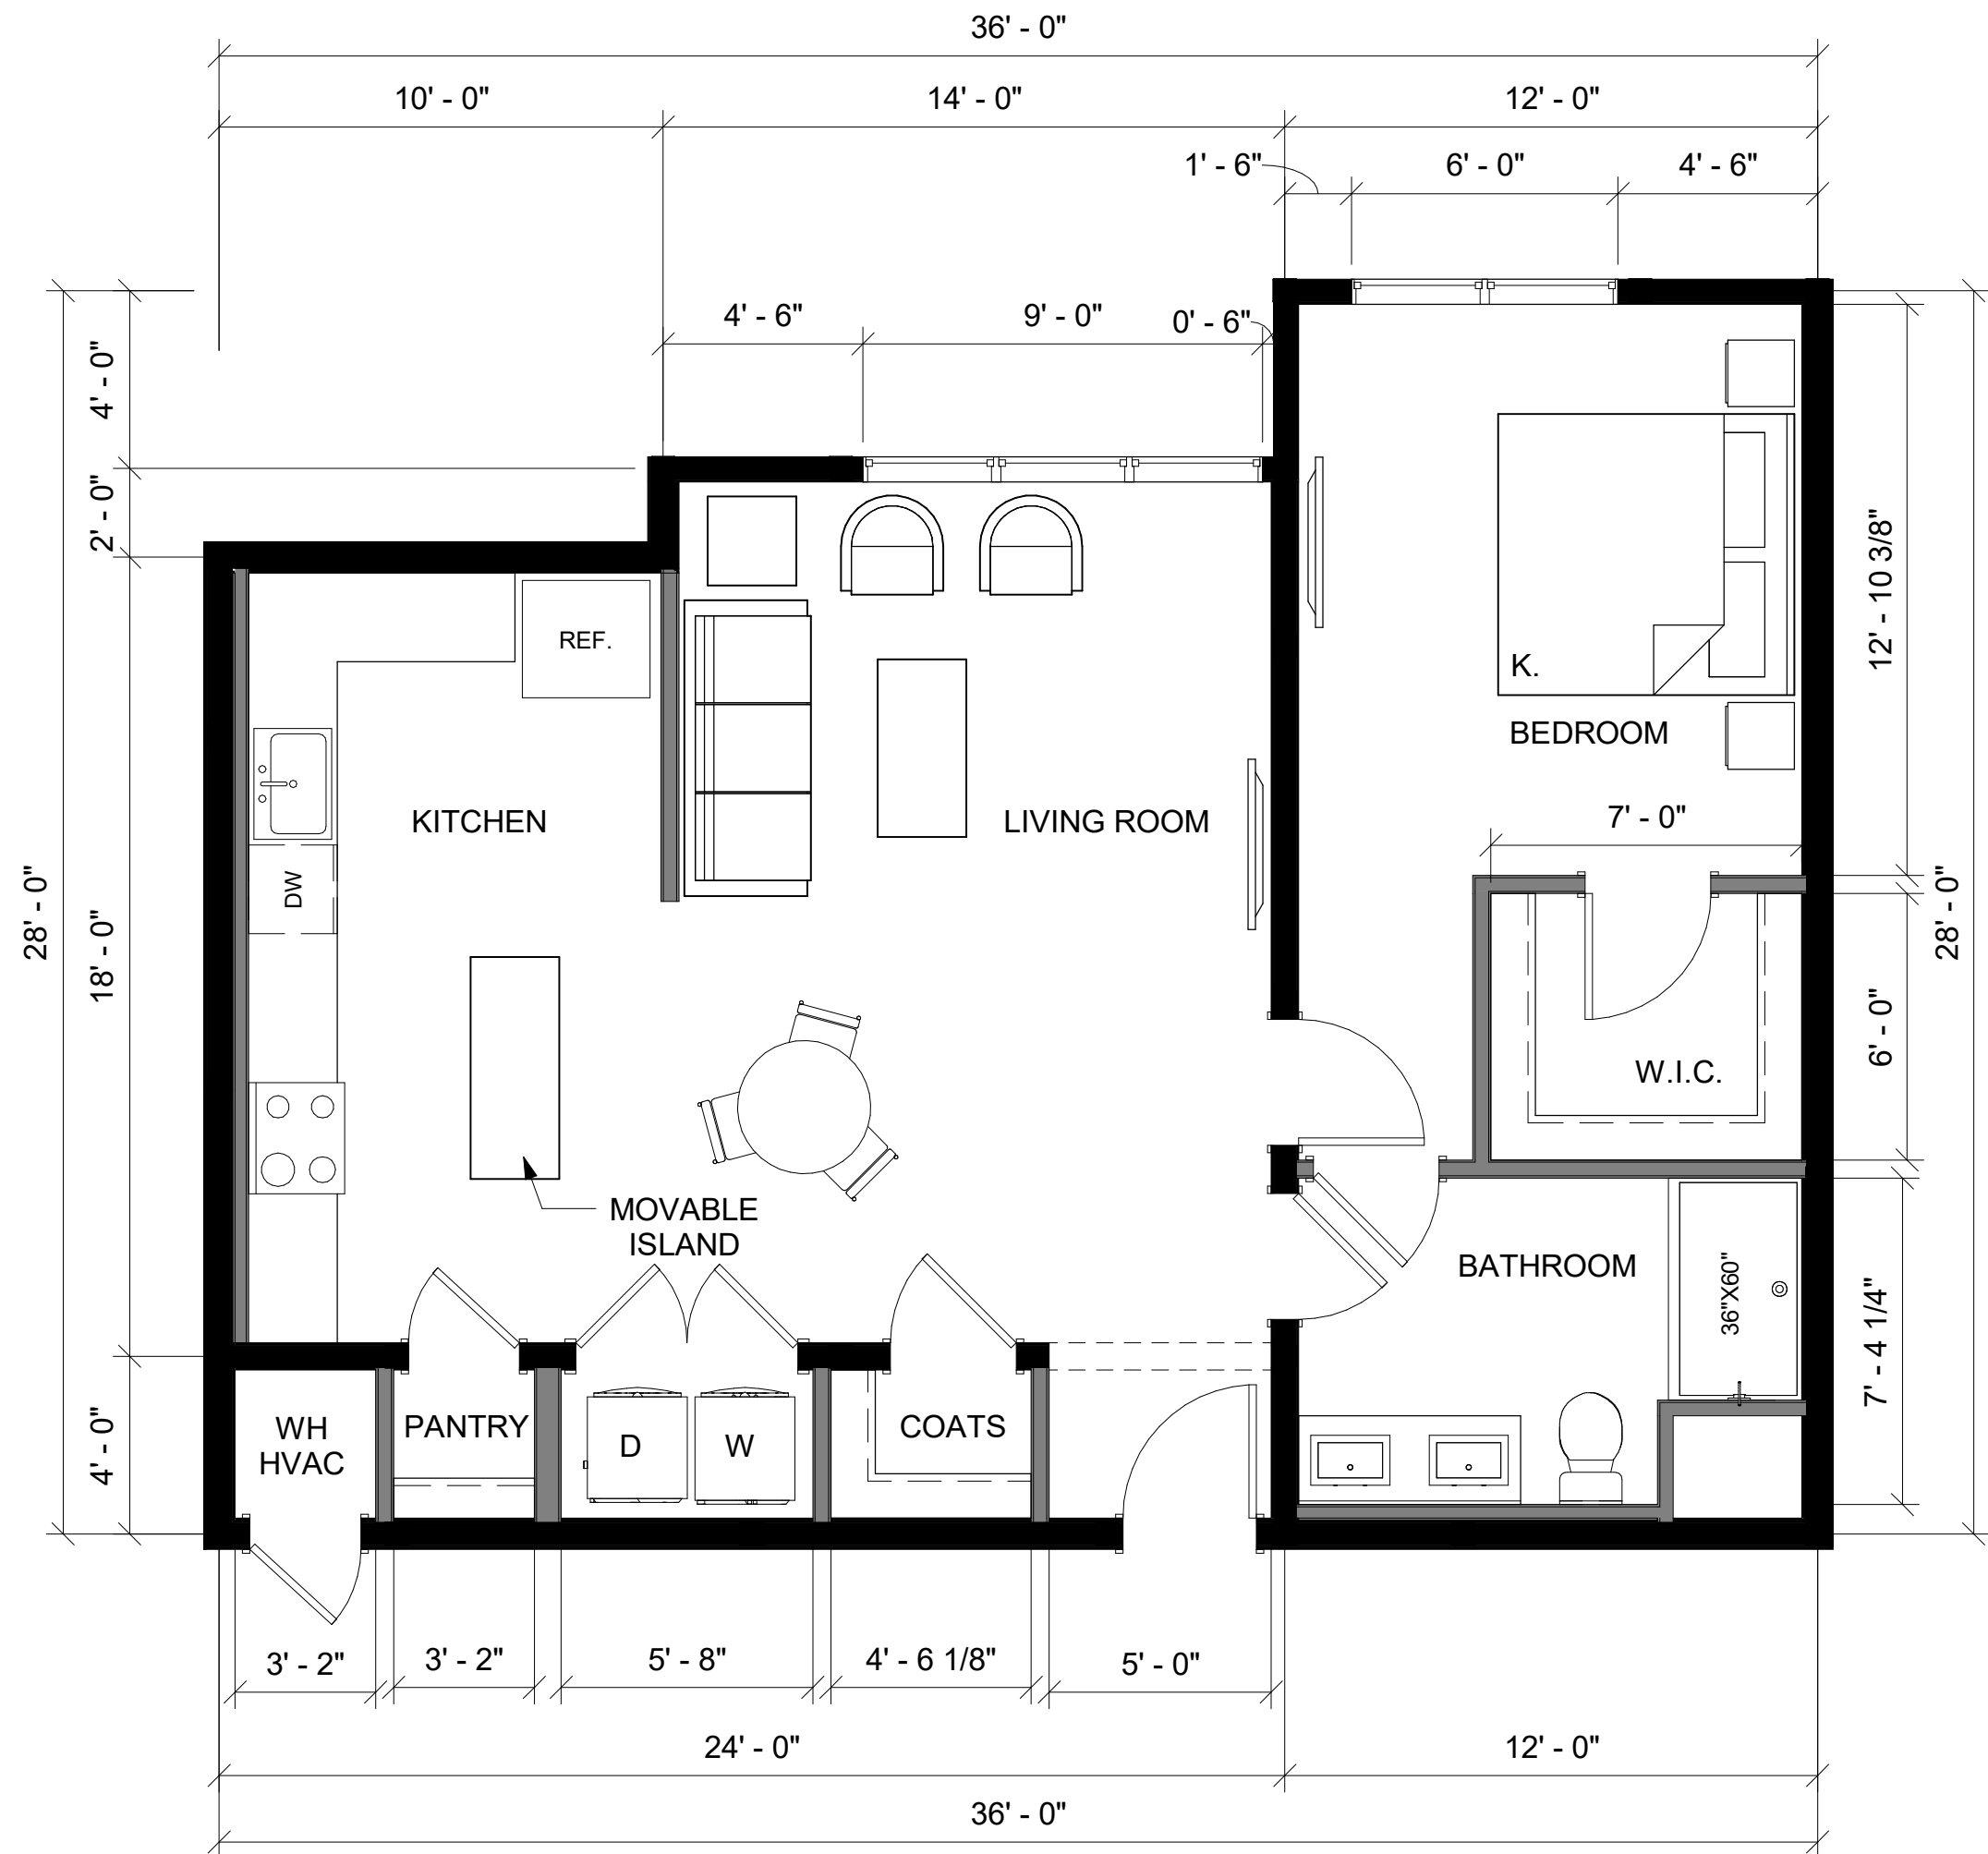 36' - 0"
10' - 0"
14' - 0"
12' - 0"
1' - 6"
6' - 0"
4' - 6"
4' - 6"
9' - 0"
0' - 6"
4' - 0"
2' - 0"
18' - 0"
28' - 0"
4' - 0"
12' - 10 3/8"
28' - 0"
6' - 0"
7' - 4 1/4"
REF.
K.
BEDROOM
KITCHEN
LIVING ROOM
7' - 0"
DW
W.I.C.
MOVABLE
ISLAND
BATHROOM
36"X60"
WH
HVAC
PANTRY
D
W
COATS
3' - 2"
3' - 2"
5' - 8"
4' - 6 1/8"
5' - 0"
24' - 0"
12' - 0"
36' - 0"